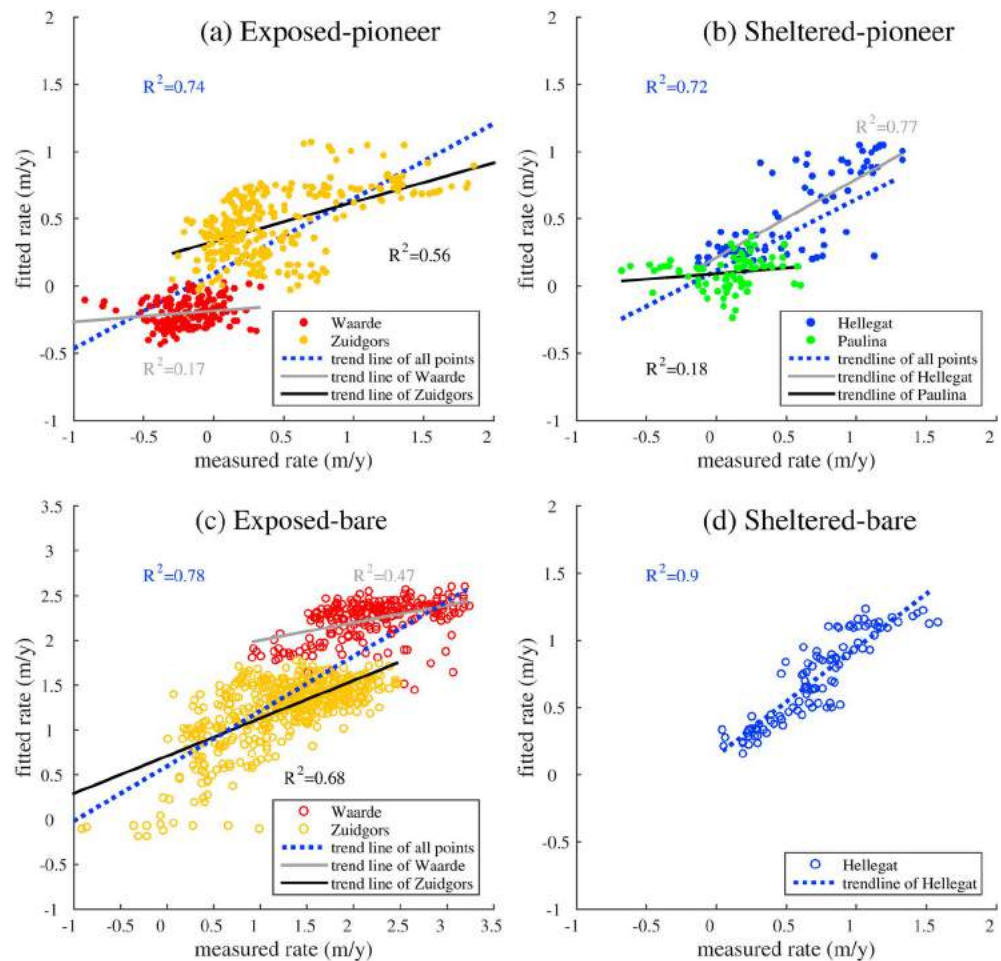 (a) Exposed-pioneer
R²=0.74
R²=0.56
R²=0.17
Waarde
Zuidgors
trend line of all points
trend line of Waarde
trend line of Zuidgors
2
1.5
1
0.5
0
-0.5
-1
fitted rate (m/y)
-1 -0.5 0 0.5 1 1.5 2
measured rate (m/y)
(b) Sheltered-pioneer
R²=0.72
R²=0.77
R²=0.18
Hellegat
Paulina
trendline of all points
trendline of Hellegat
trendline of Paulina
2
1.5
1
0.5
0
-0.5
-1
fitted rate (m/y)
-1 -0.5 0 0.5 1 1.5 2
measured rate (m/y)
(c) Exposed-bare
R²=0.78
R²=0.47
R²=0.68
Waarde
Zuidgors
trend line of all points
trend line of Waarde
trend line of Zuidgors
3.5
3
2.5
2
1.5
1
0.5
0
-0.5
-1
fitted rate (m/y)
-1 -0.5 0 0.5 1 1.5 2 2.5 3 3.5
measured rate (m/y)
(d) Sheltered-bare
R²=0.9
Hellegat
trendline of Hellegat
2
1.5
1
0.5
0
-0.5
-1
fitted rate (m/y)
-1 -0.5 0 0.5 1 1.5 2
measured rate (m/y)